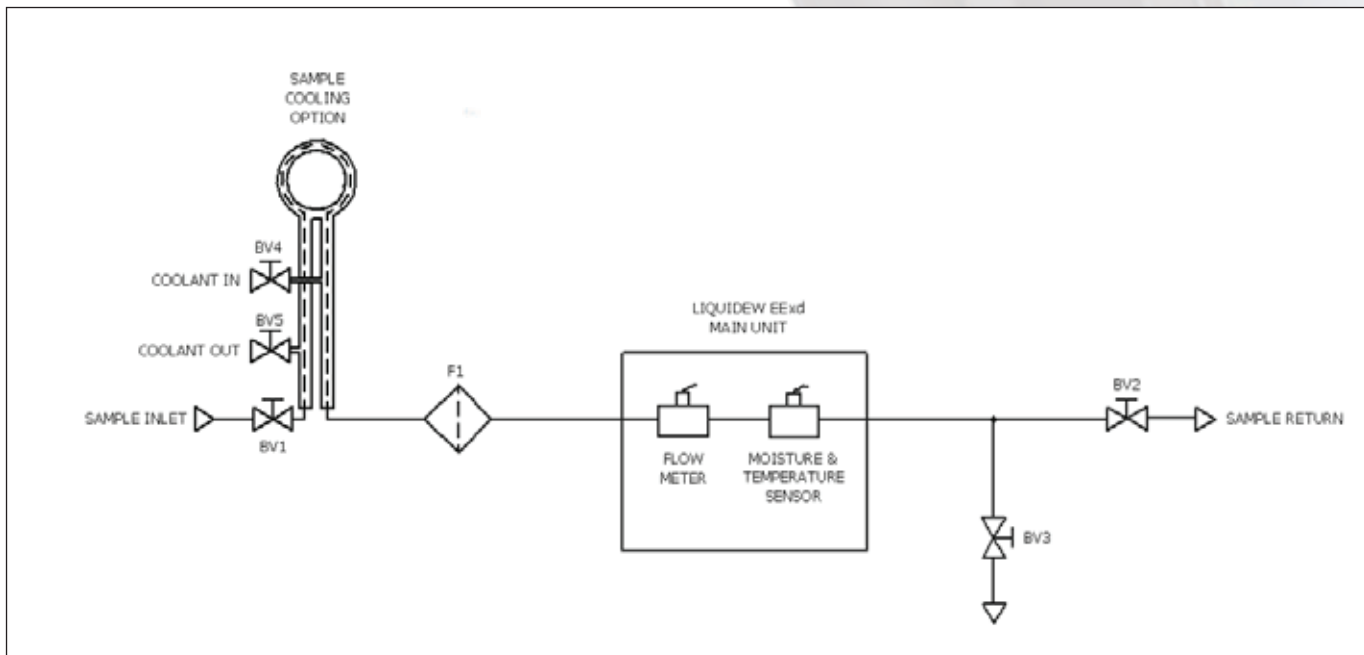 SAMPLE
COOLING
OPTION
BV4
COOLANT IN
BV5
COOLANT OUT
SAMPLE INLET
BV1
F1
LIQUIDEW EExd
MAIN UNIT
FLOW
METER
MOISTURE &
TEMPERATURE
SENSOR
BV2
SAMPLE RETURN
BV3